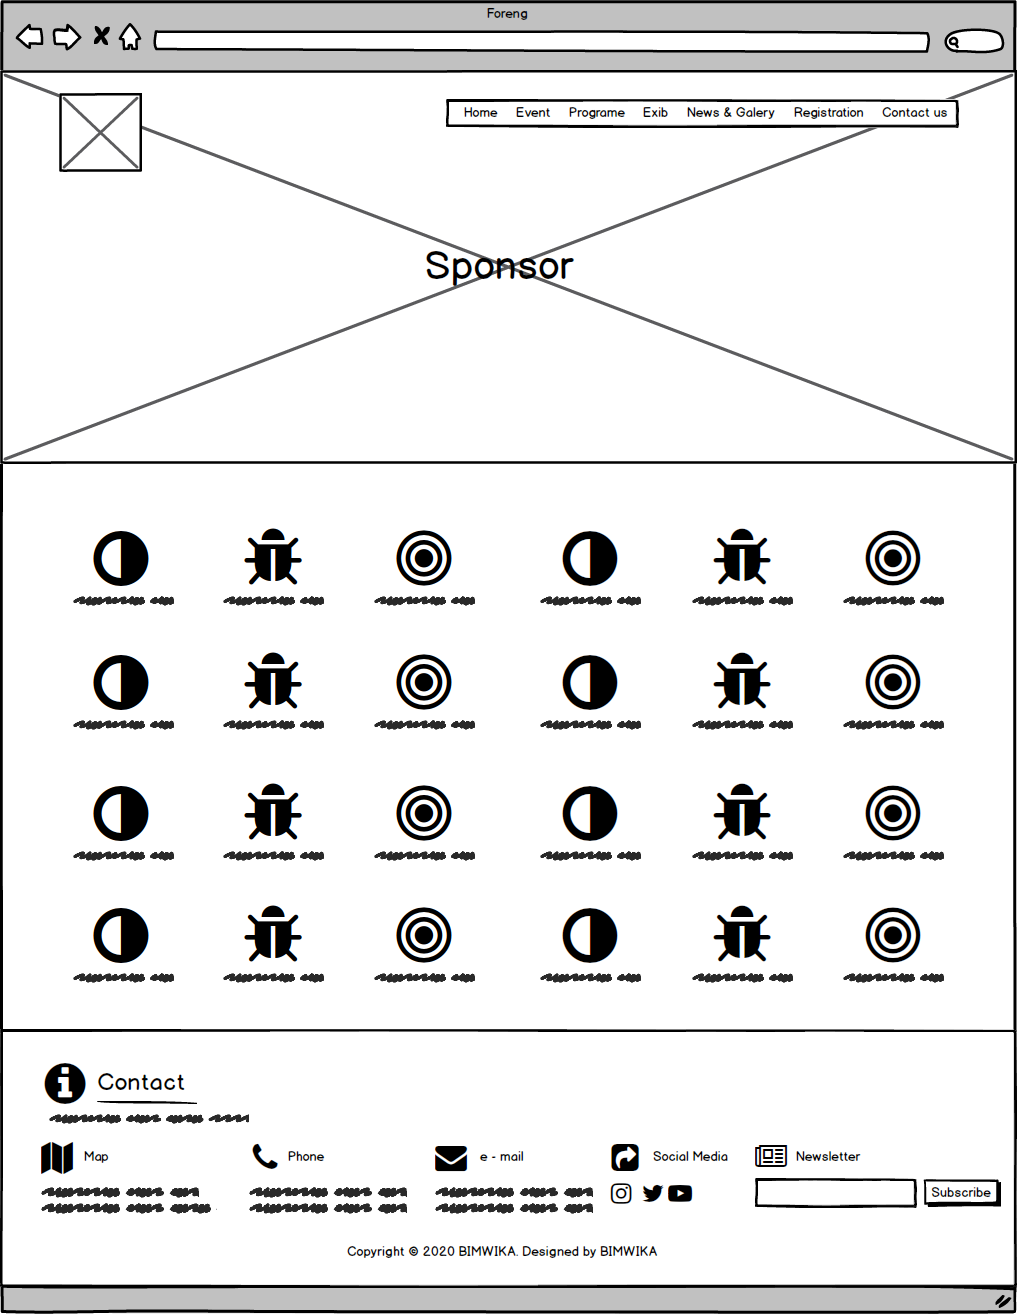 Foreng
Home Event Programe Exib News & Galery Registration Contact us
Sponsor
Contact
Map Phone e - mail Social Media Newsletter
Subscribe
Copyright © 2020 BIMWIKA. Designed by BIMWIKA